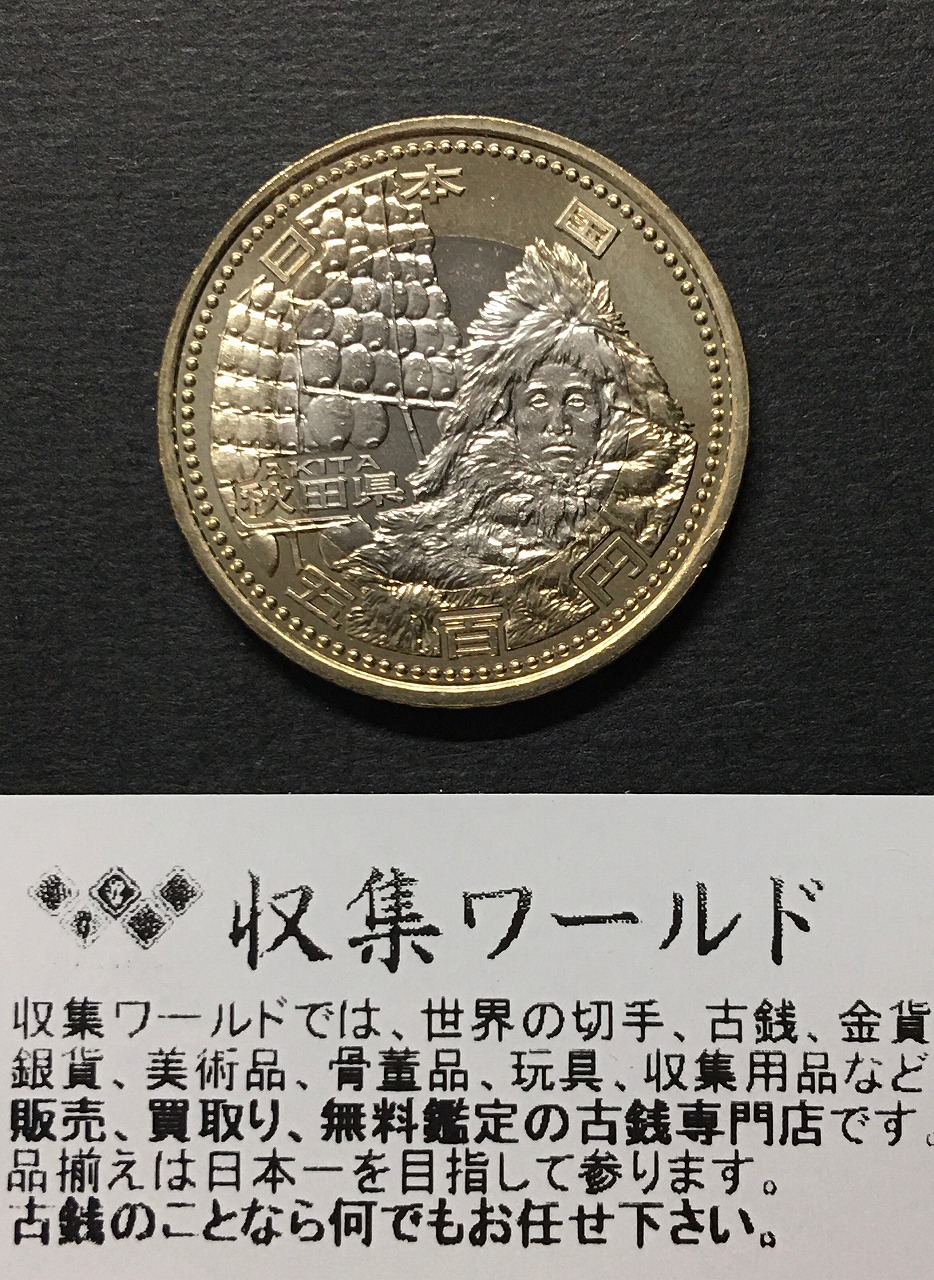 日本国
AKITA
秋田県
五百円
収集ワールド
収集ワールドでは、世界の切手、古銭、金貨
銀貨、美術品、骨董品、玩具、収集用品など
販売、買取り、無料鑑定の古銭専門店です。
品揃えは日本一を目指して参ります。
古銭のことなら何でもお任せ下さい。